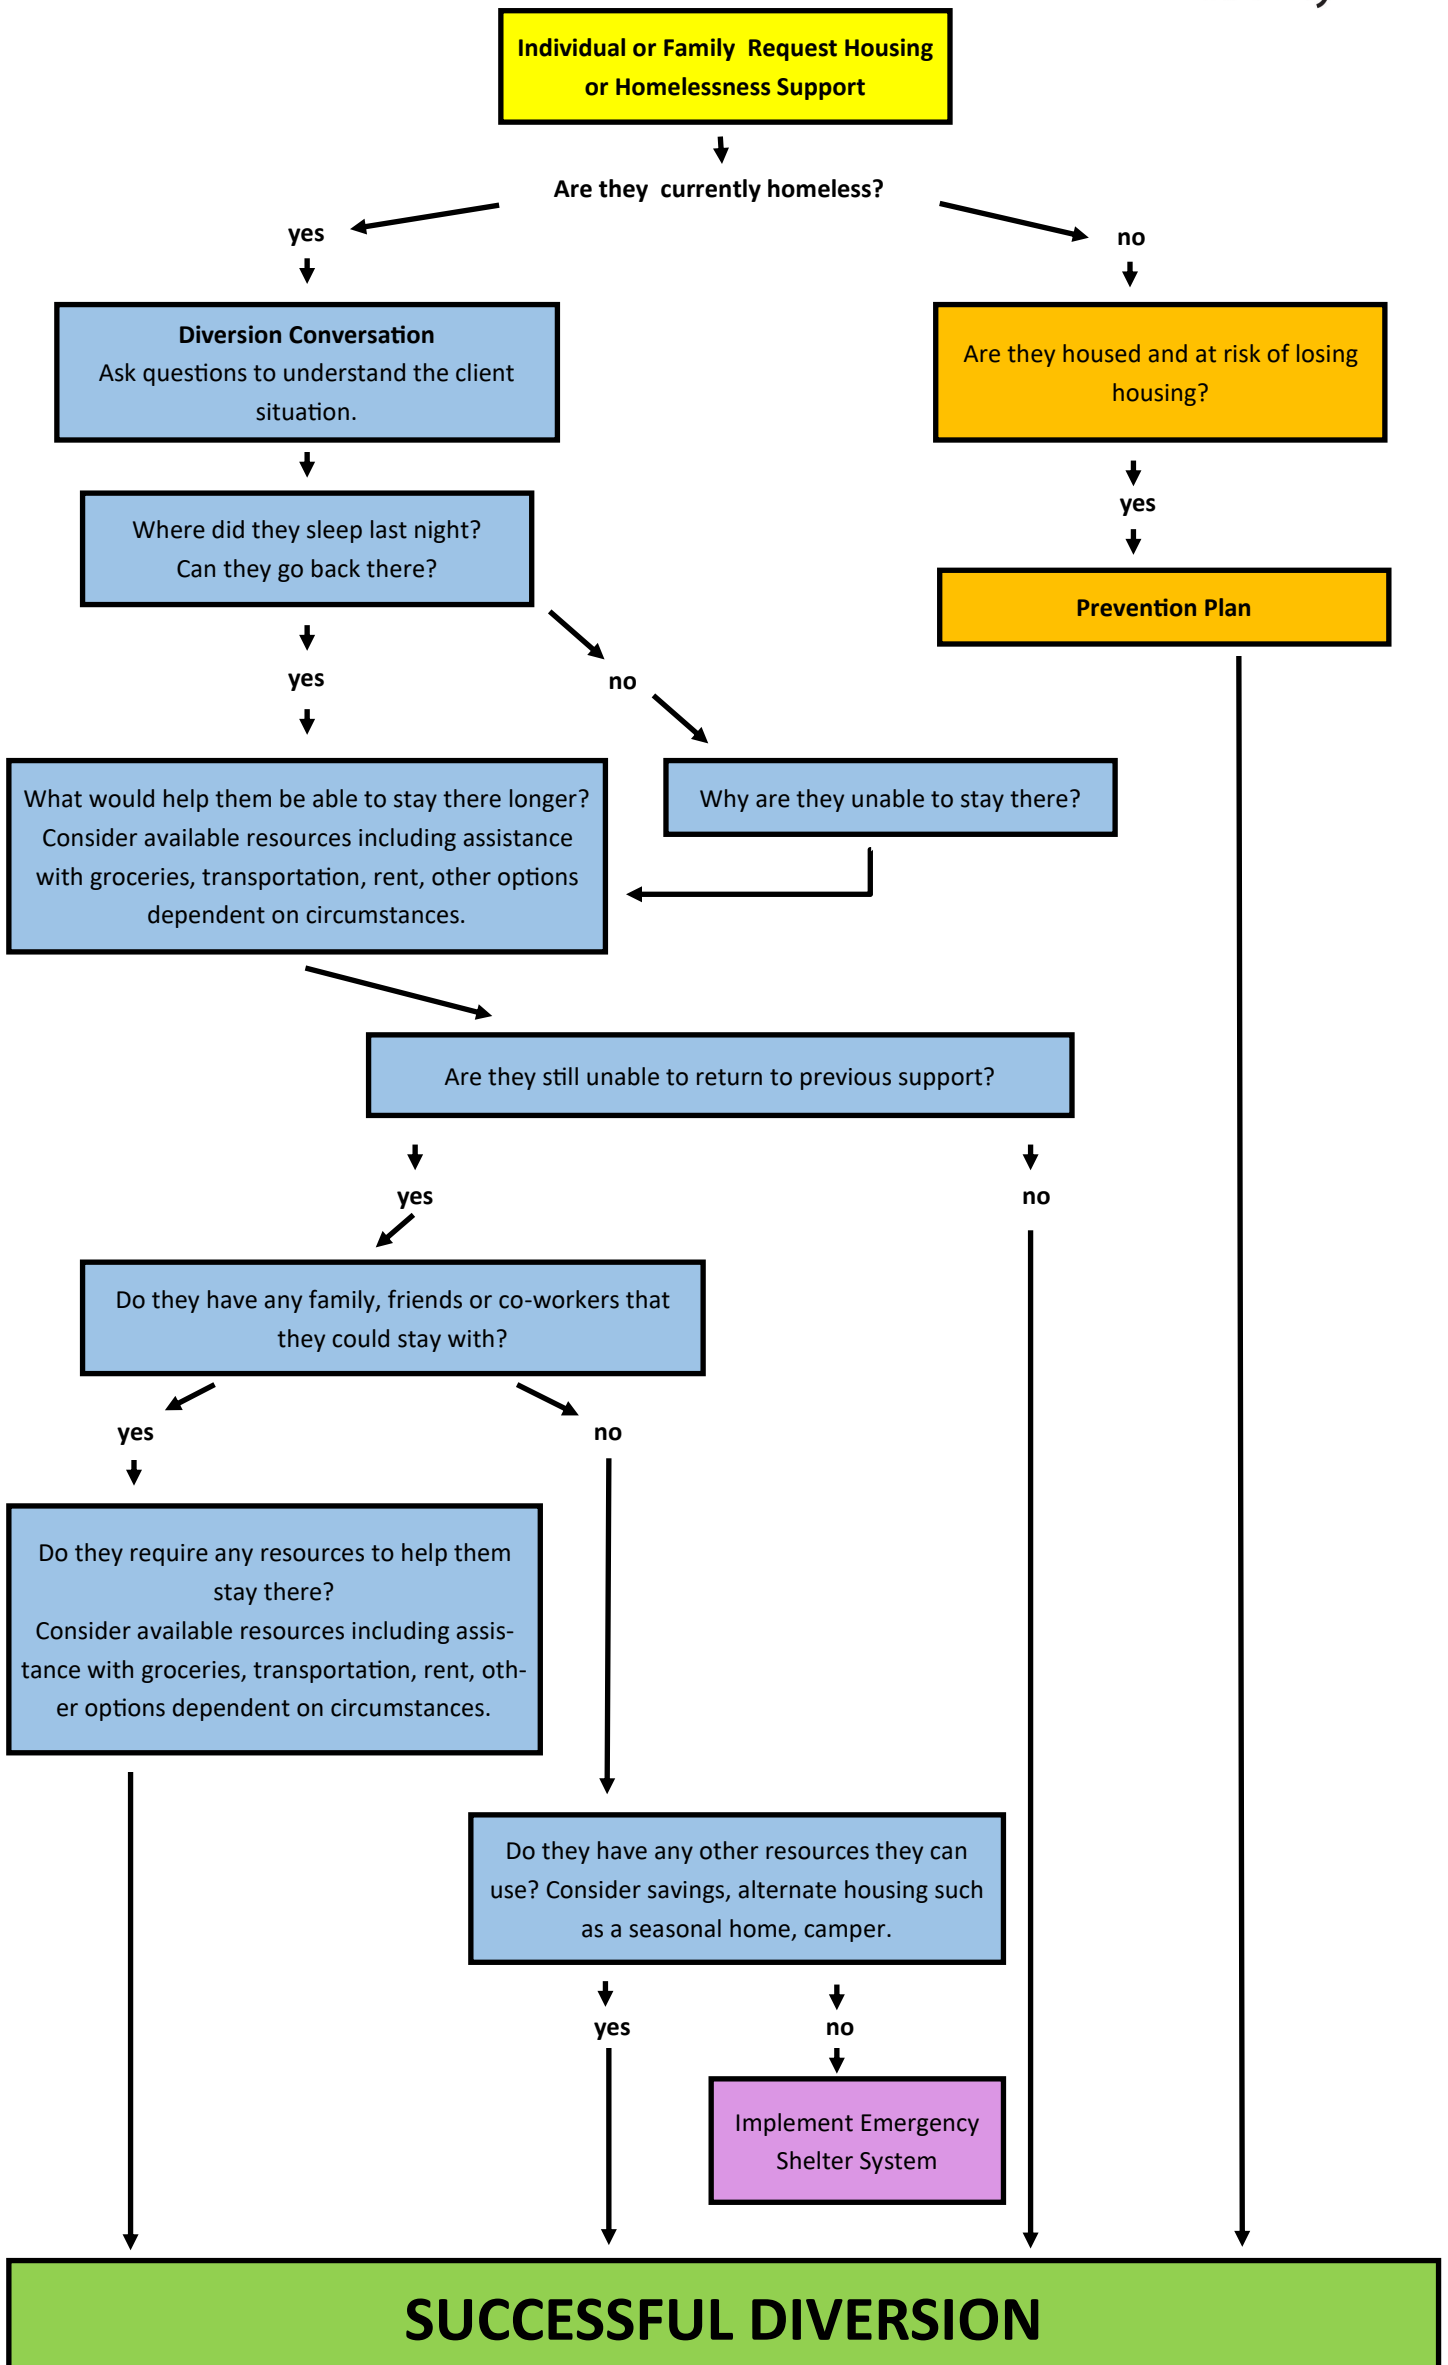 Individual or Family  Request Housing
or Homelessness Support
Are they  currently homeless?
yes
no
Diversion Conversation
Ask questions to understand the client
situation.
Are they housed and at risk of losing
housing?
yes
Where did they sleep last night?
Can they go back there?
Prevention Plan
yes
no
What would help them be able to stay there longer?
Consider available resources including assistance
with groceries, transportation, rent, other options
dependent on circumstances.
Why are they unable to stay there?
Are they still unable to return to previous support?
yes
no
Do they have any family, friends or co-workers that
they could stay with?
yes
no
Do they require any resources to help them
stay there?
Consider available resources including assis-
tance with groceries, transportation, rent, oth-
er options dependent on circumstances.
Do they have any other resources they can
use? Consider savings, alternate housing such
as a seasonal home, camper.
yes
no
Implement Emergency
Shelter System
SUCCESSFUL DIVERSION